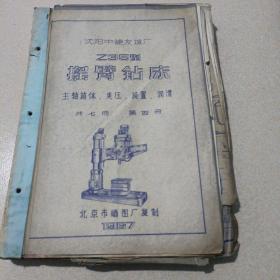 沈阳中捷友谊厂
Z35型
摇臂钻床
主轴箱体、夹压、装置、润滑
共七册 第四册
北京市晒图厂复制
1967